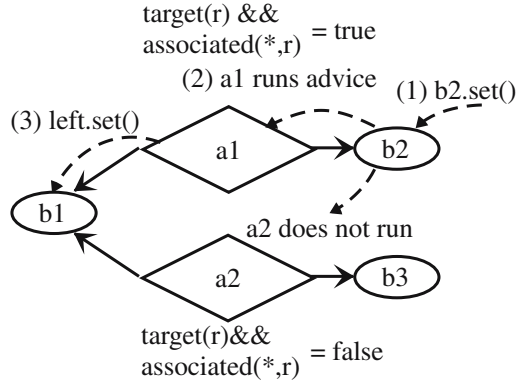 target(r) &&
associated(*,r) = true
(2) a1 runs advice
(1) b2.set()
(3) left.set()
a1
b2
b1
a2 does not run
a2
b3
target(r)&&
associated(*,r) = false